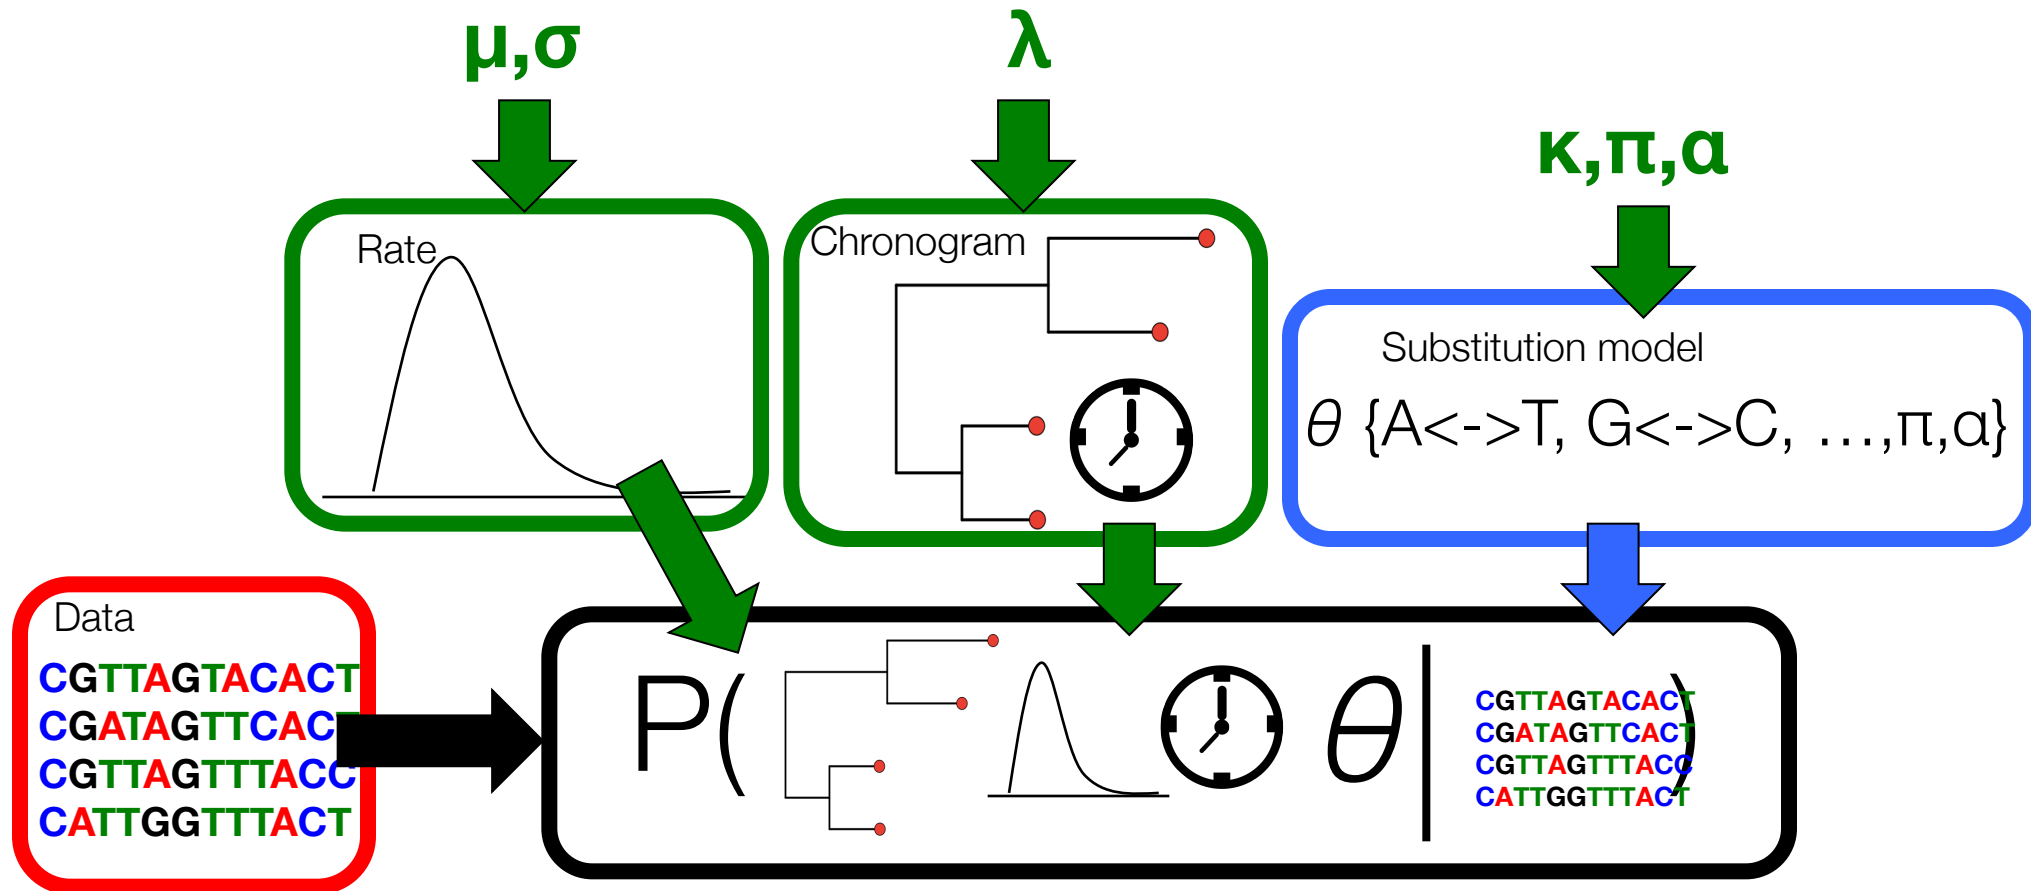 μ,σ
λ
κ,π,α
Rate
Chronogram
Substitution model
θ {A<->T, G<->C, ...,π,α}
Data
CGTTAGTACACT
CGATAGTTCACT
CGTTAGTTTACC
CATTGGTTTACT
P( θ | )
CGTTAGTACACT
CGATAGTTCACT
CGTTAGTTTACC
CATTGGTTTACT